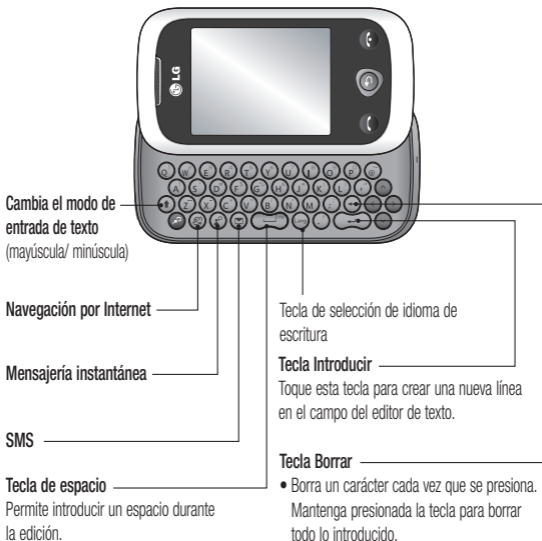 LG
Q W E R T Y U I O P @
A S D F G H J K L
Z X C V B N M
Lang
Cambia el modo de
entrada de texto
(mayúscula/ minúscula)
Navegación por Internet
Mensajería instantánea
SMS
Tecla de espacio
Permite introducir un espacio durante
la edición.
Tecla de selección de idioma de
escritura
Tecla Introducir
Toque esta tecla para crear una nueva línea
en el campo del editor de texto.
Tecla Borrar
• Borra un carácter cada vez que se presiona.
Mantenga presionada la tecla para borrar
todo lo introducido.